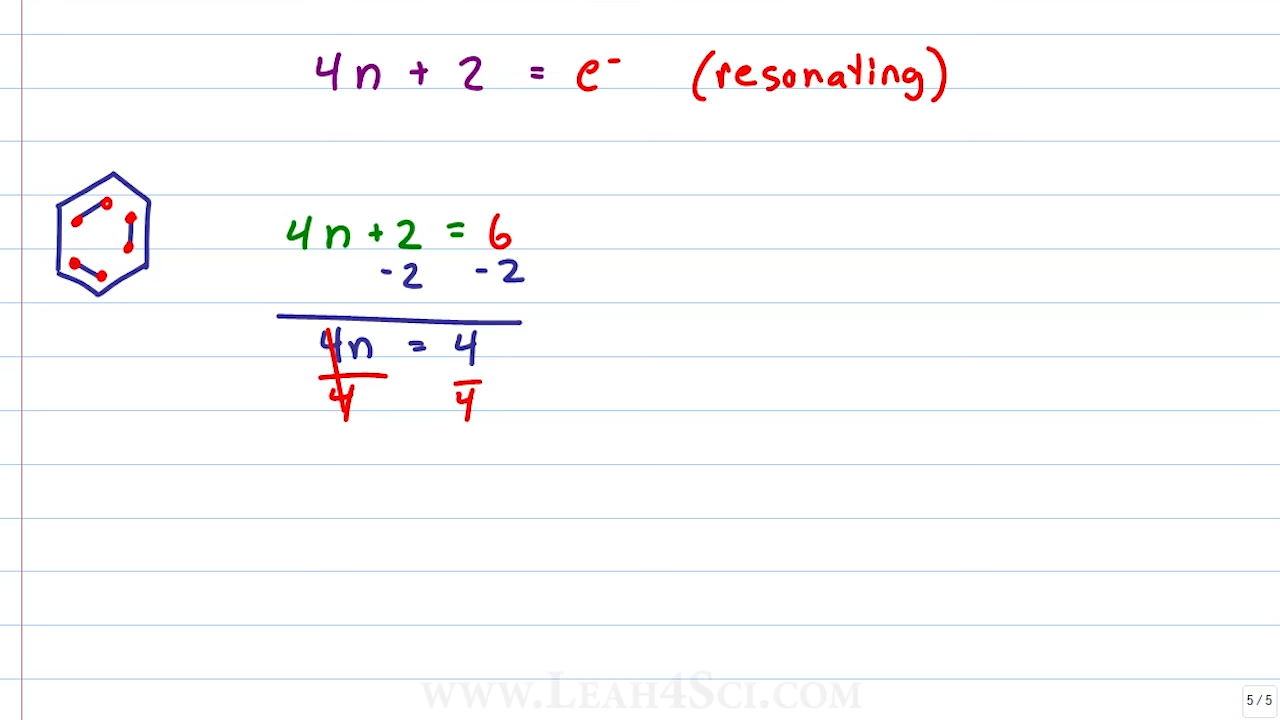 4n + 2 = e⁻ (resonating)
4n + 2 = 6
-2 -2
4n = 4
4 4
www.Leah4Sci.com
5 / 5